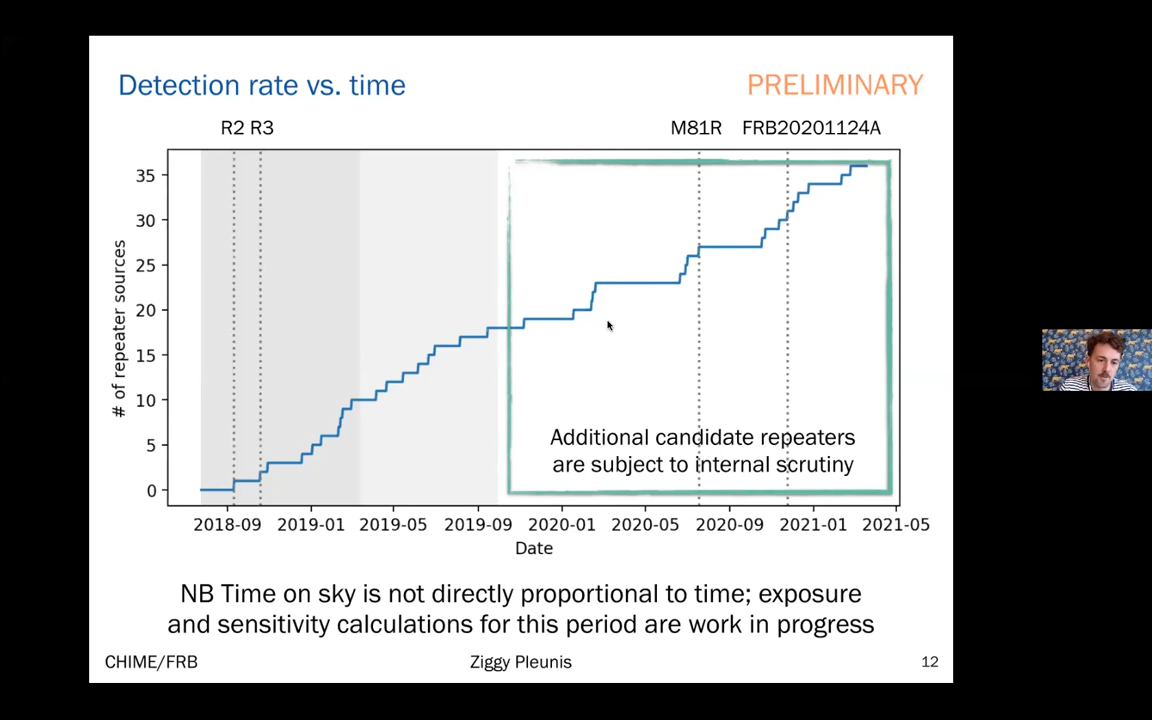 Detection rate vs. time
PRELIMINARY
R2 R3
M81R
FRB20201124A
# of repeater sources
35
30
25
20
15
10
5
0
Additional candidate repeaters
are subject to internal scrutiny
2018-09 2019-01 2019-05 2019-09 2020-01 2020-05 2020-09 2021-01 2021-05
Date
NB Time on sky is not directly proportional to time; exposure
and sensitivity calculations for this period are work in progress
CHIME/FRB
Ziggy Pleunis
12